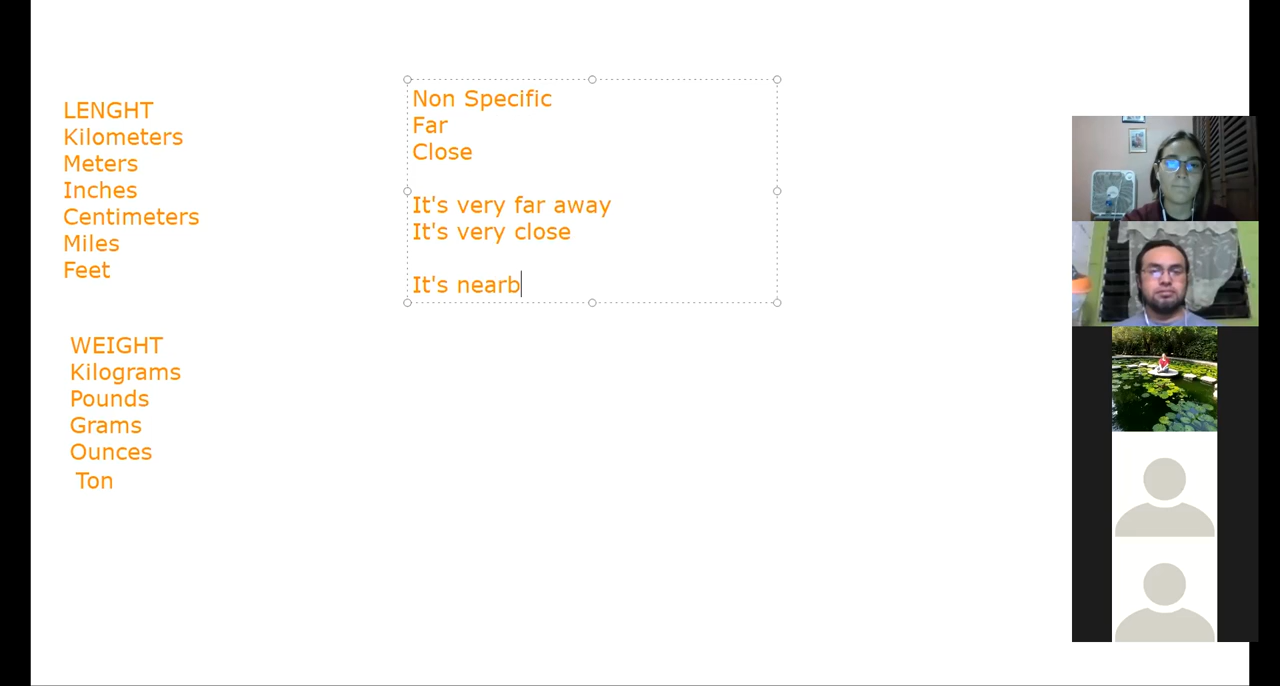 LENGHT
Kilometers
Meters
Inches
Centimeters
Miles
Feet
WEIGHT
Kilograms
Pounds
Grams
Ounces
Ton
Non Specific
Far
Close
It's very far away
It's very close
It's nearb